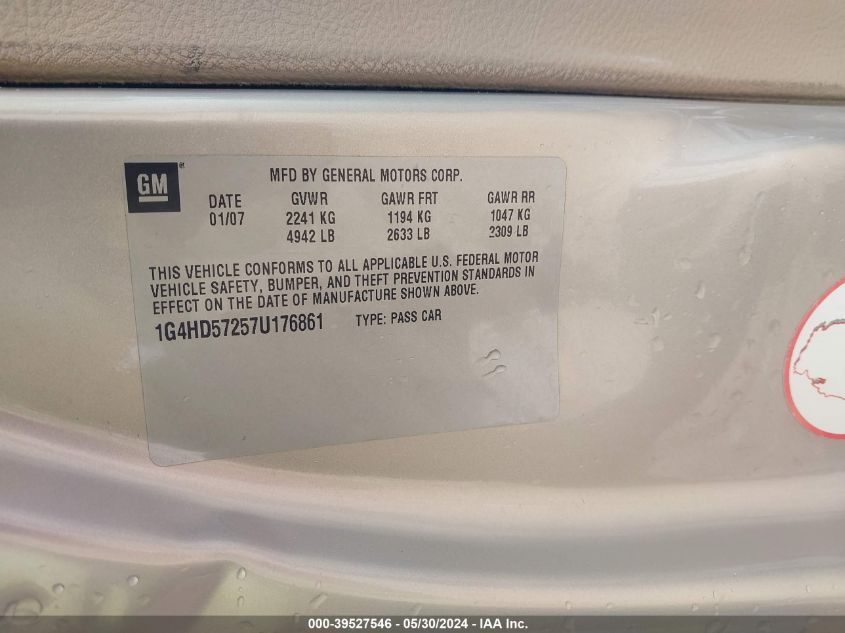 GM
MFD BY GENERAL MOTORS CORP.
DATE GVWR GAWR FRT GAWR RR
01/07 2241 KG 1194 KG 1047 KG
4942 LB 2633 LB 2309 LB
THIS VEHICLE CONFORMS TO ALL APPLICABLE U.S. FEDERAL MOTOR
VEHICLE SAFETY, BUMPER, AND THEFT PREVENTION STANDARDS IN
EFFECT ON THE DATE OF MANUFACTURE SHOWN ABOVE.
1G4HD57257U176861 TYPE: PASS CAR
000-39527546 - 05/30/2024 - IAA Inc.